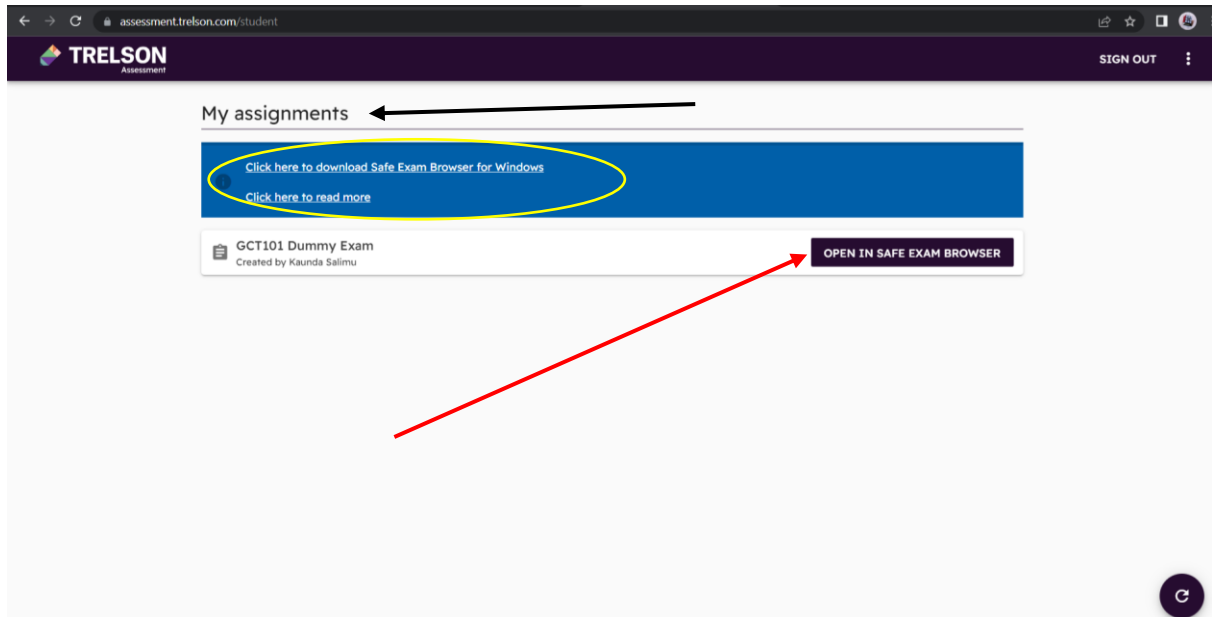 assessment.trelson.com/student
TRELSON
Assessment
SIGN OUT
My assignments
Click here to download Safe Exam Browser for Windows
Click here to read more
GCT101 Dummy Exam
Created by Kaunda Salimu
OPEN IN SAFE EXAM BROWSER